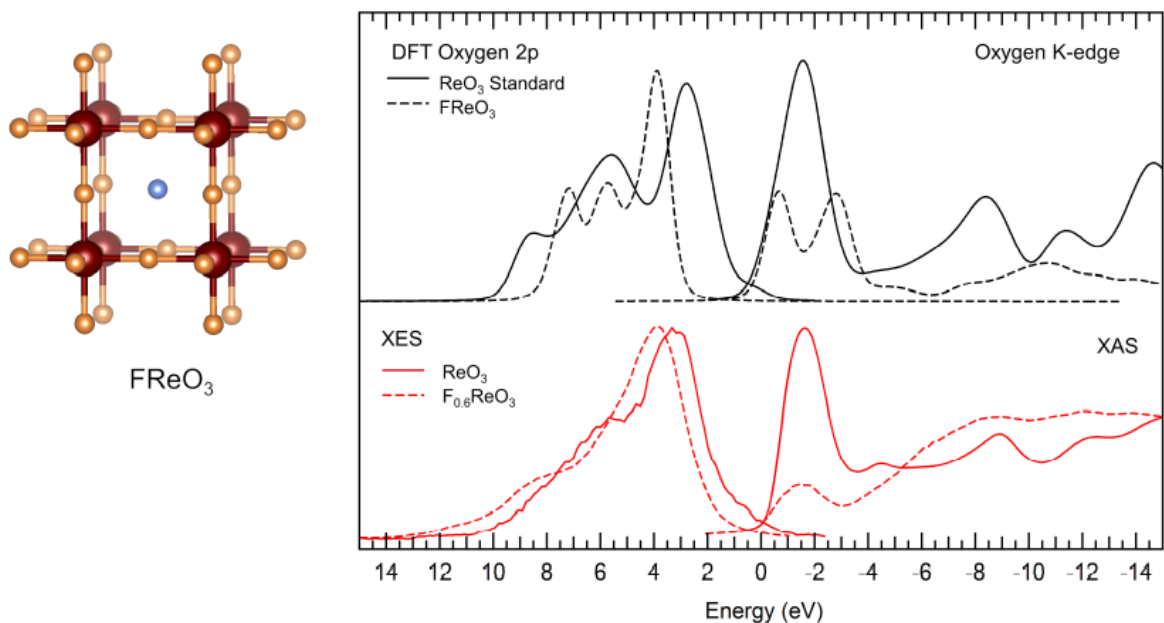 FReO₃
DFT Oxygen 2p
Oxygen K-edge
ReO₃ Standard
FReO₃
XES
XAS
ReO₃
F₀.₆ReO₃
14 12 10 8 6 4 2 0 -2 -4 -6 -8 -10 -12 -14
Energy (eV)